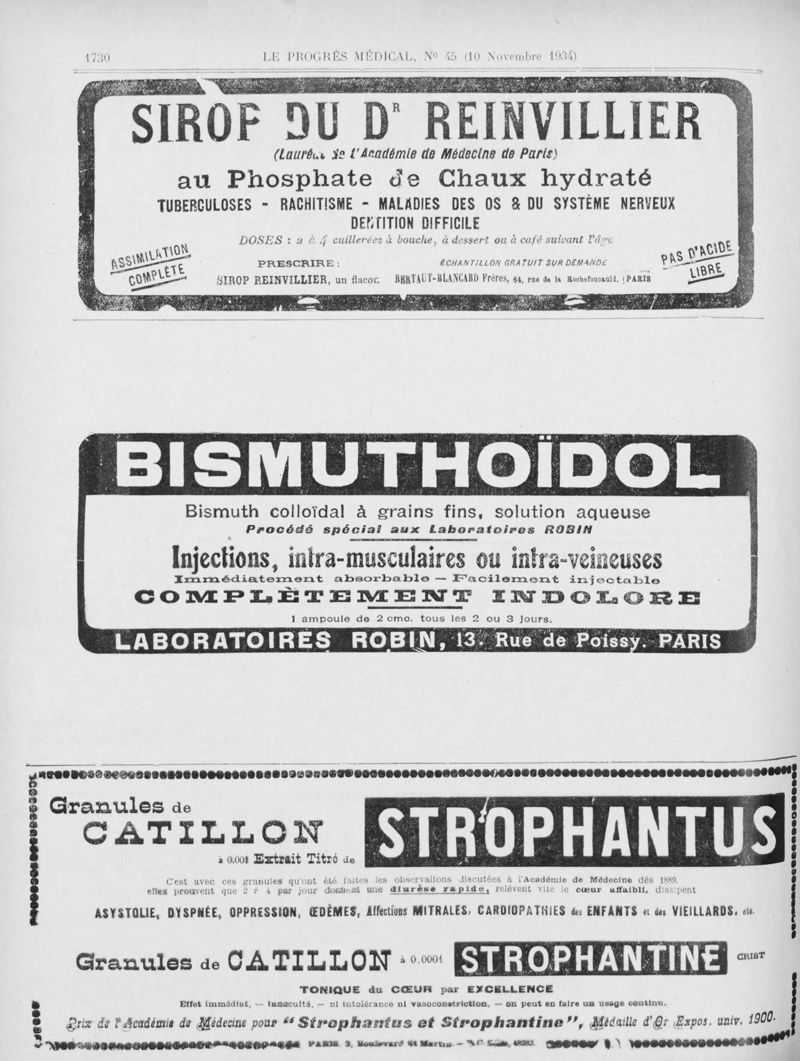 1730
LE PROGRÈS MÉDICAL, No 45 (10 Novembre 1934)
SIROP DU DR REINVILLIER
(Lauréat de l'Académie de Médecine de Paris)
au Phosphate de Chaux hydraté
TUBERCULOSES - RACHITISME - MALADIES DES OS & DU SYSTÈME NERVEUX
DENTITION DIFFICILE
DOSES : 2 à 4 cuillerées à bouche, à dessert ou à café suivant l'âge
ASSIMILATION
COMPLÈTE
PRESCRIRE :
SIROP REINVILLIER, un flacon
ÉCHANTILLON GRATUIT SUR DEMANDE
BERTAUT-BLANCARD Frères, 64, rue de la Rochefoucauld, PARIS
PAS D'ACIDE
LIBRE
BISMUTHOÏDOL
Bismuth colloïdal à grains fins, solution aqueuse
Procédé spécial aux Laboratoires ROBIN
Injections, intra-musculaires ou intra-veineuses
Immédiatement absorbable — Facilement injectable
COMPLÈTEMENT INDOLORE
1 ampoule de 2 cmc. tous les 2 ou 3 jours.
LABORATOIRES ROBIN, 13. Rue de Poissy. PARIS
Granules de
CATILLON
à 0.001 Extrait Titré de
STROPHANTUS
C'est avec ces granules qu'ont été faites les observations discutées à l'Académie de Médecine dès 1889.
elles prouvent que 2 à 4 par jour donnent une diurèse rapide, relèvent vite le cœur affaibli, dissipent
ASYSTOLIE, DYSPNÉE, OPPRESSION, ŒDÈMES, Affections MITRALES, CARDIOPATHIES des ENFANTS et des VIEILLARDS, etc.
Granules de CATILLON à 0.0001 STROPHANTINE CRIST
TONIQUE du CŒUR par EXCELLENCE
Effet immédiat, — innocuité, — ni intolérance ni vasoconstriction, — on peut en faire un usage continu.
Prix de l'Académie de Médecine pour "Strophantus et Strophantine", Médaille d'Or Expos. univ. 1900.
PARIS, 3, Boulevard St Martin —